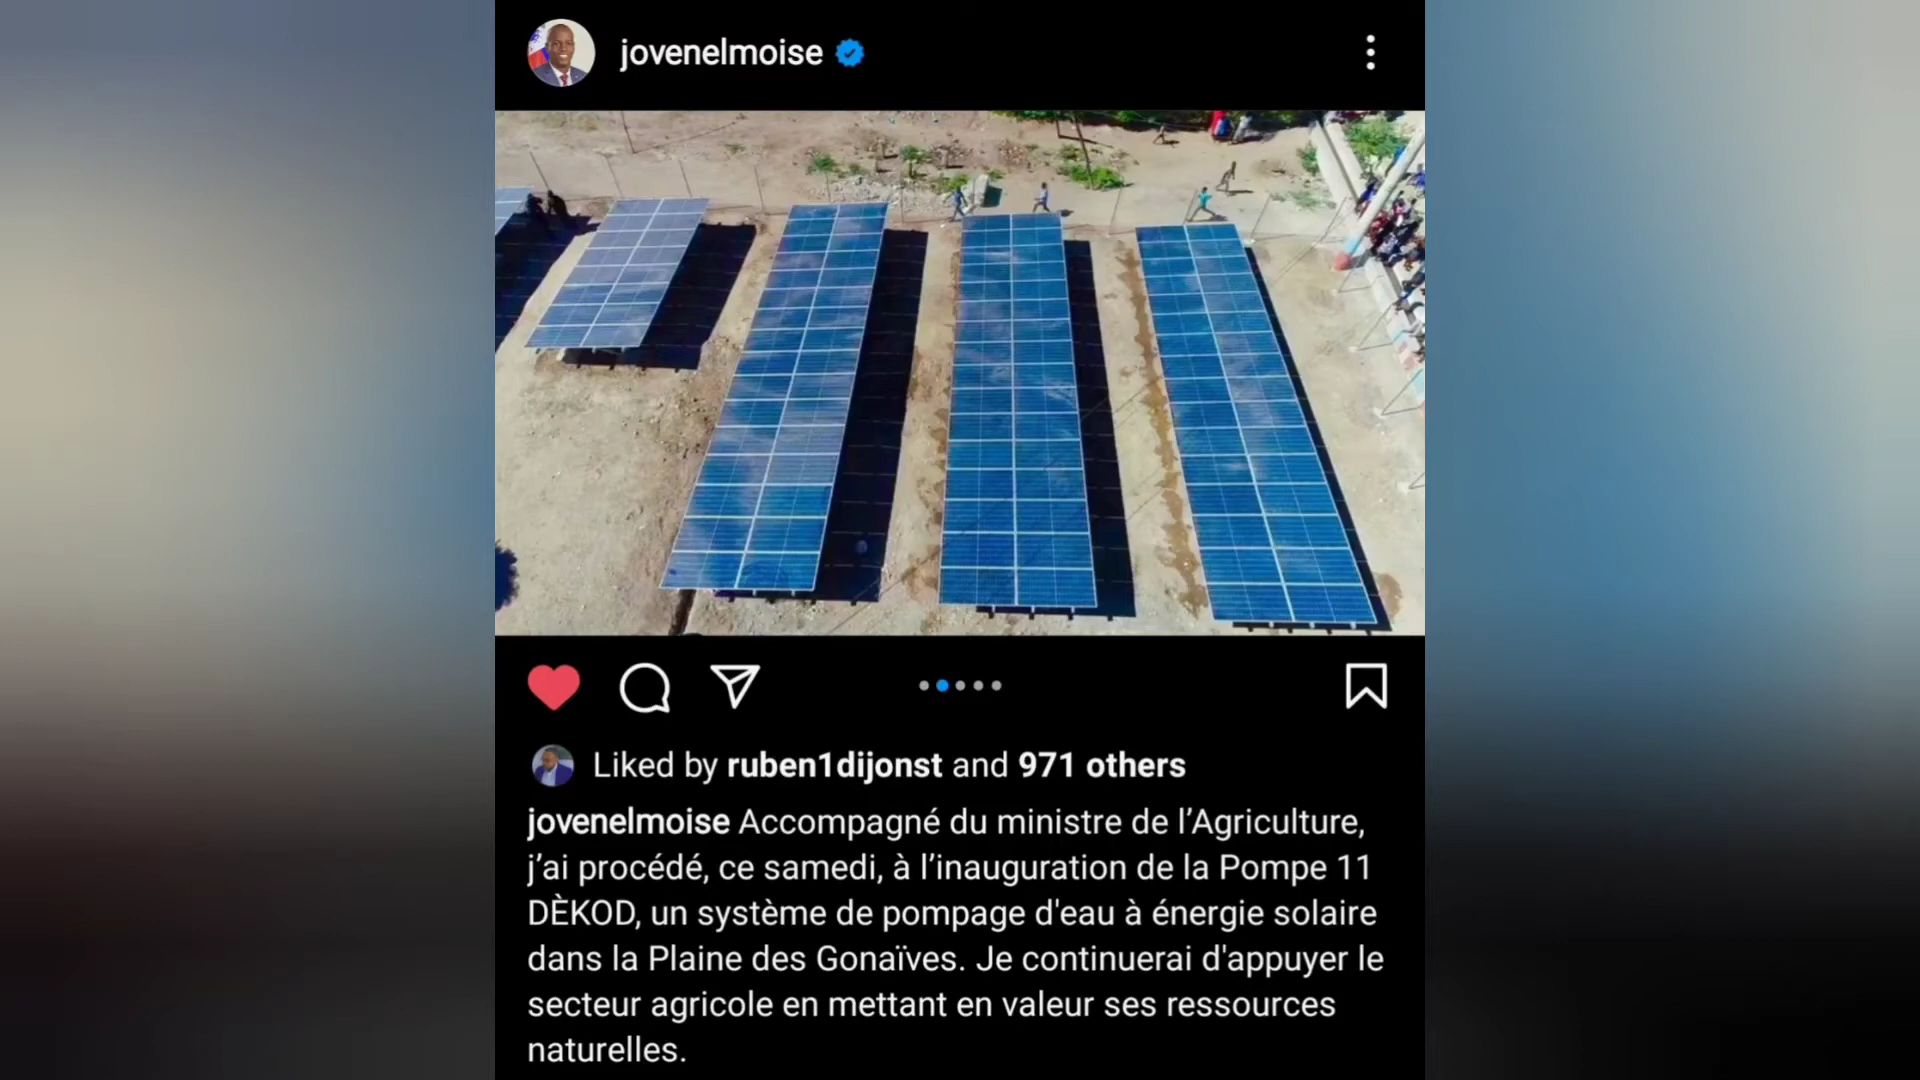 jovenelmoise
Liked by ruben1dijonst and 971 others
jovenelmoise Accompagné du ministre de l’Agriculture,
j’ai procédé, ce samedi, à l’inauguration de la Pompe 11
DÈKOD, un système de pompage d'eau à énergie solaire
dans la Plaine des Gonaïves. Je continuerai d'appuyer le
secteur agricole en mettant en valeur ses ressources
naturelles.